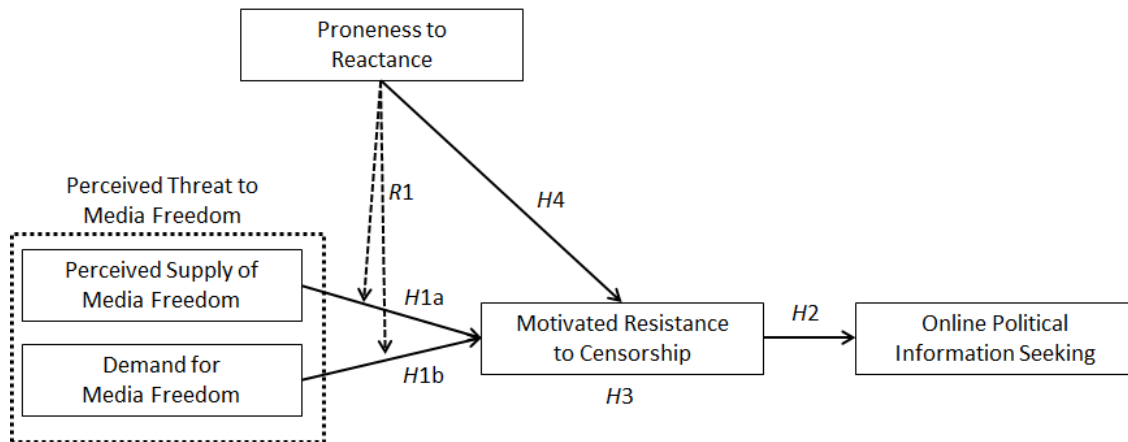 Proneness to
Reactance
Perceived Threat to
Media Freedom
R1
H4
Perceived Supply of
Media Freedom
H1a
Demand for
Media Freedom
H1b
Motivated Resistance
to Censorship
H3
H2
Online Political
Information Seeking